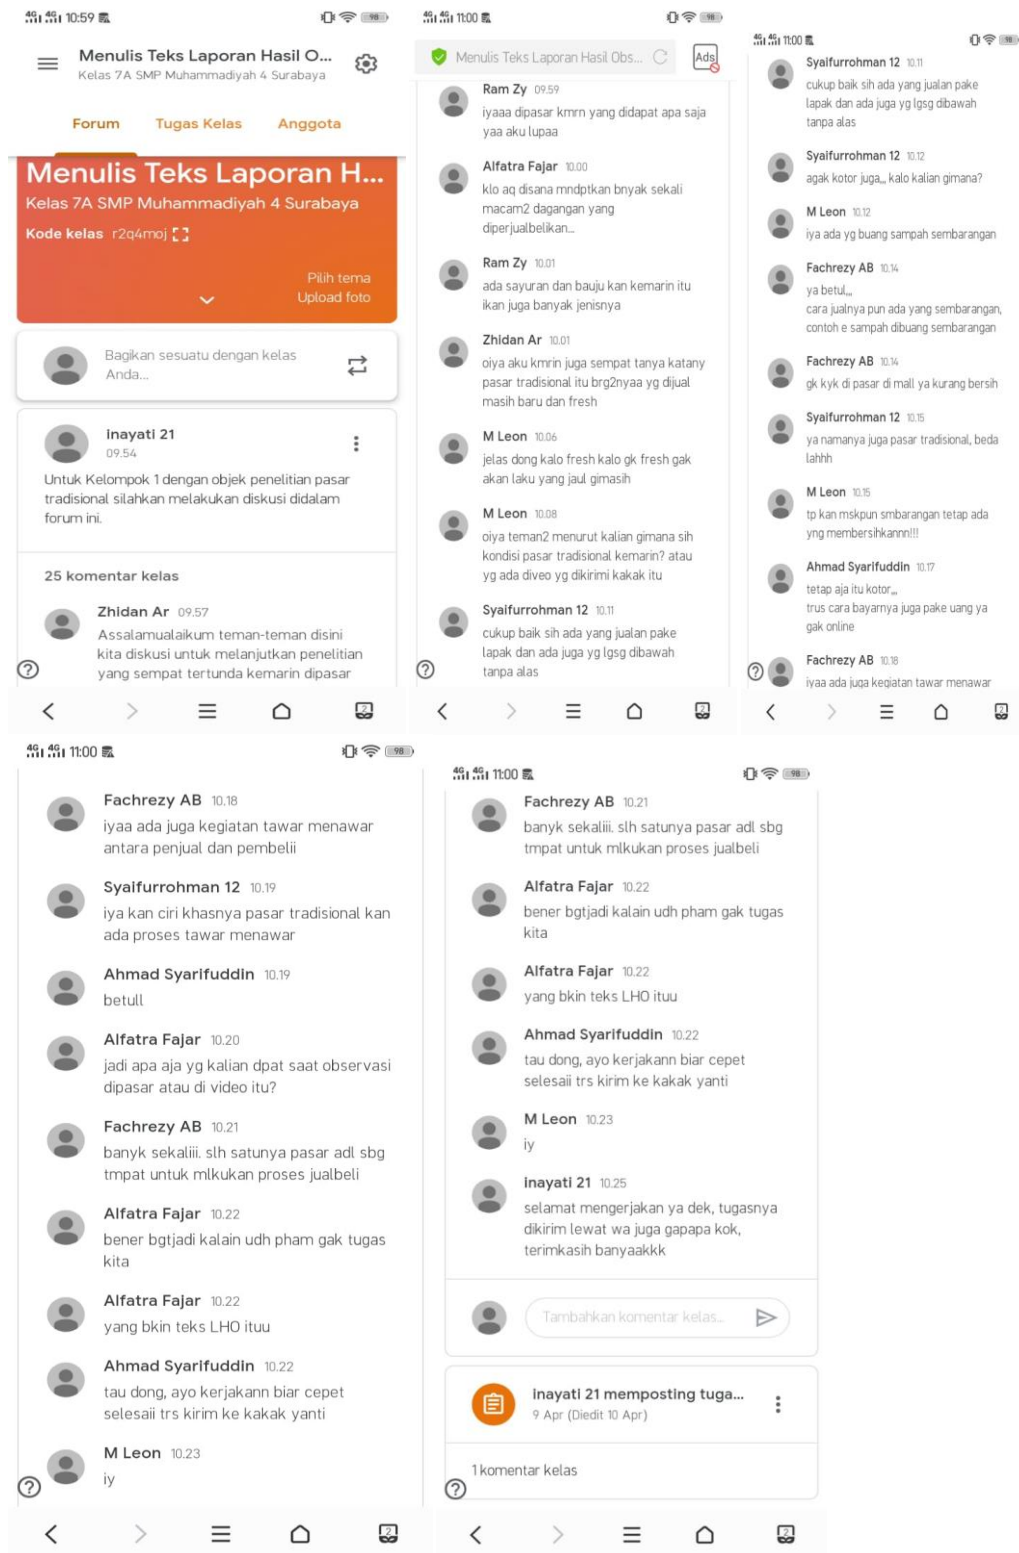 4G 4G 10:59
98
Menulis Teks Laporan Hasil O...
Kelas 7A SMP Muhammadiyah 4 Surabaya
Forum
Tugas Kelas
Anggota
Menulis Teks Laporan H...
Kelas 7A SMP Muhammadiyah 4 Surabaya
Kode kelas r2q4moj
Pilih tema
Upload foto
Bagikan sesuatu dengan kelas
Anda...
inayati 21
09.54
Untuk Kelompok 1 dengan objek penelitian pasar
tradisional silahkan melakukan diskusi didalam
forum ini.
25 komentar kelas
Zhidan Ar 09.57
Assalamualaikum teman-teman disini
kita diskusi untuk melanjutkan penelitian
yang sempat tertunda kemarin dipasar
?
2
4G 4G 11:00
98
Menulis Teks Laporan Hasil Obs...
Ads
Ram Zy 09.59
iyaaa dipasar kmrn yang didapat apa saja
yaa aku lupaa
Alfatra Fajar 10.00
klo aq disana mndptkan bnyak sekali
macam2 dagangan yang
diperjualbelikan...
Ram Zy 10.01
ada sayuran dan bauju kan kemarin itu
ikan juga banyak jenisnya
Zhidan Ar 10.01
oiya aku kmrin juga sempat tanya katany
pasar tradisional itu brg2nyaa yg dijual
masih baru dan fresh
M Leon 10.06
jelas dong kalo fresh kalo gk fresh gak
akan laku yang jaul gimasih
M Leon 10.08
oiya teman2 menurut kalian gimana sih
kondisi pasar tradisional kemarin? atau
yg ada diveo yg dikirimi kakak itu
Syaifurrohman 12 10.11
cukup baik sih ada yang jualan pake
lapak dan ada juga yg lgsg dibawah
tanpa alas
?
2
4G 4G 11:00
98
Syaifurrohman 12 10.11
cukup baik sih ada yang jualan pake
lapak dan ada juga yg lgsg dibawah
tanpa alas
Syaifurrohman 12 10.12
agak kotor juga,,, kalo kalian gimana?
M Leon 10.12
iya ada yg buang sampah sembarangan
Fachrezy AB 10.14
ya betul,,,
cara jualnya pun ada yang sembarangan,
contoh e sampah dibuang sembarangan
Fachrezy AB 10.14
gk kyk di pasar di mall ya kurang bersih
Syaifurrohman 12 10.15
ya namanya juga pasar tradisional, beda
lahhh
M Leon 10.15
tp kan mskpun smbarangan tetap ada
yng membersihkannn!!!
Ahmad Syarifuddin 10.17
tetap aja itu kotor,,,
trus cara bayarnya juga pake uang ya
gak online
Fachrezy AB 10.18
iyaa ada juga kegiatan tawar menawar
?
2
4G 4G 11:00
98
Fachrezy AB 10.18
iyaa ada juga kegiatan tawar menawar
antara penjual dan pembelii
Syaifurrohman 12 10.19
iya kan ciri khasnya pasar tradisional kan
ada proses tawar menawar
Ahmad Syarifuddin 10.19
betull
Alfatra Fajar 10.20
jadi apa aja yg kalian dpat saat observasi
dipasar atau di video itu?
Fachrezy AB 10.21
banyk sekaliii. slh satunya pasar adl sbg
tmpat untuk mlkukan proses jualbeli
Alfatra Fajar 10.22
bener bgtjadi kalain udh pham gak tugas
kita
Alfatra Fajar 10.22
yang bkin teks LHO ituu
Ahmad Syarifuddin 10.22
tau dong, ayo kerjakann biar cepet
selesaii trs kirim ke kakak yanti
M Leon 10.23
iy
?
2
4G 4G 11:00
98
Fachrezy AB 10.21
banyk sekaliii. slh satunya pasar adl sbg
tmpat untuk mlkukan proses jualbeli
Alfatra Fajar 10.22
bener bgtjadi kalain udh pham gak tugas
kita
Alfatra Fajar 10.22
yang bkin teks LHO ituu
Ahmad Syarifuddin 10.22
tau dong, ayo kerjakann biar cepet
selesaii trs kirim ke kakak yanti
M Leon 10.23
iy
inayati 21 10.25
selamat mengerjakan ya dek, tugasnya
dikirim lewat wa juga gapapa kok,
terimkasih banyaakkk
Tambahkan komentar kelas...
inayati 21 memposting tuga...
9 Apr (Diedit 10 Apr)
1 komentar kelas
?
2